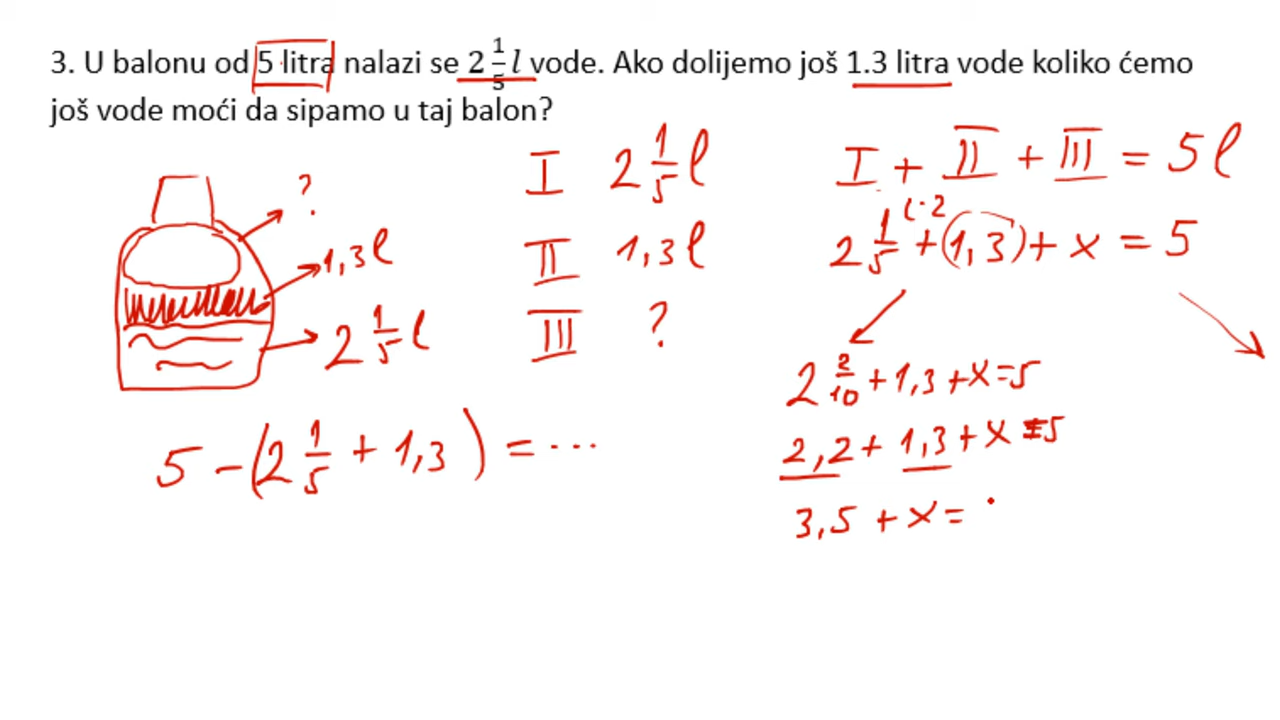 3. U balonu od 5 litra nalazi se 2 1/5 l vode. Ako dolijemo još 1.3 litra vode koliko ćemo
još vode moći da sipamo u taj balon?
?
1,3 l
2 1/5 l
I 2 1/5 l
II 1,3 l
III ?
5 - (2 1/5 + 1,3) = ...
I + II + III = 5 l
2 1/5 + (1,3) + x = 5
2 2/10 + 1,3 + x = 5
2,2 + 1,3 + x = 5
3,5 + x =